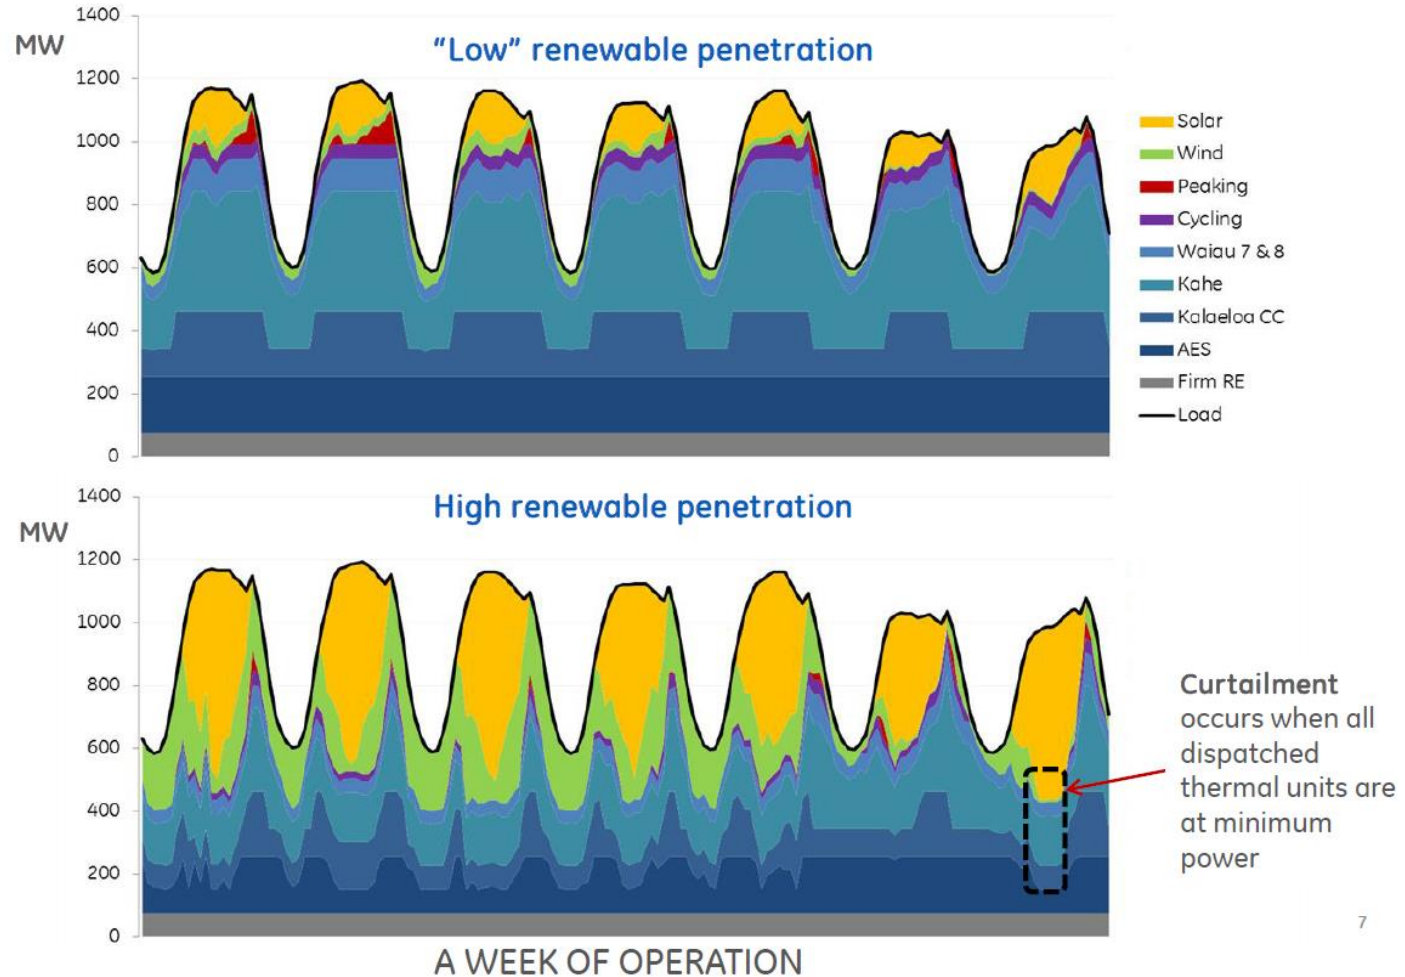 1400
MW
"Low" renewable penetration
1200
1000
800
600
400
200
0
Solar
Wind
Peaking
Cycling
Waiau 7 & 8
Kahe
Kalaeloa CC
AES
Firm RE
Load
1400
MW
High renewable penetration
1200
1000
800
600
400
200
0
Curtailment
occurs when all
dispatched
thermal units are
at minimum
power
A WEEK OF OPERATION
7